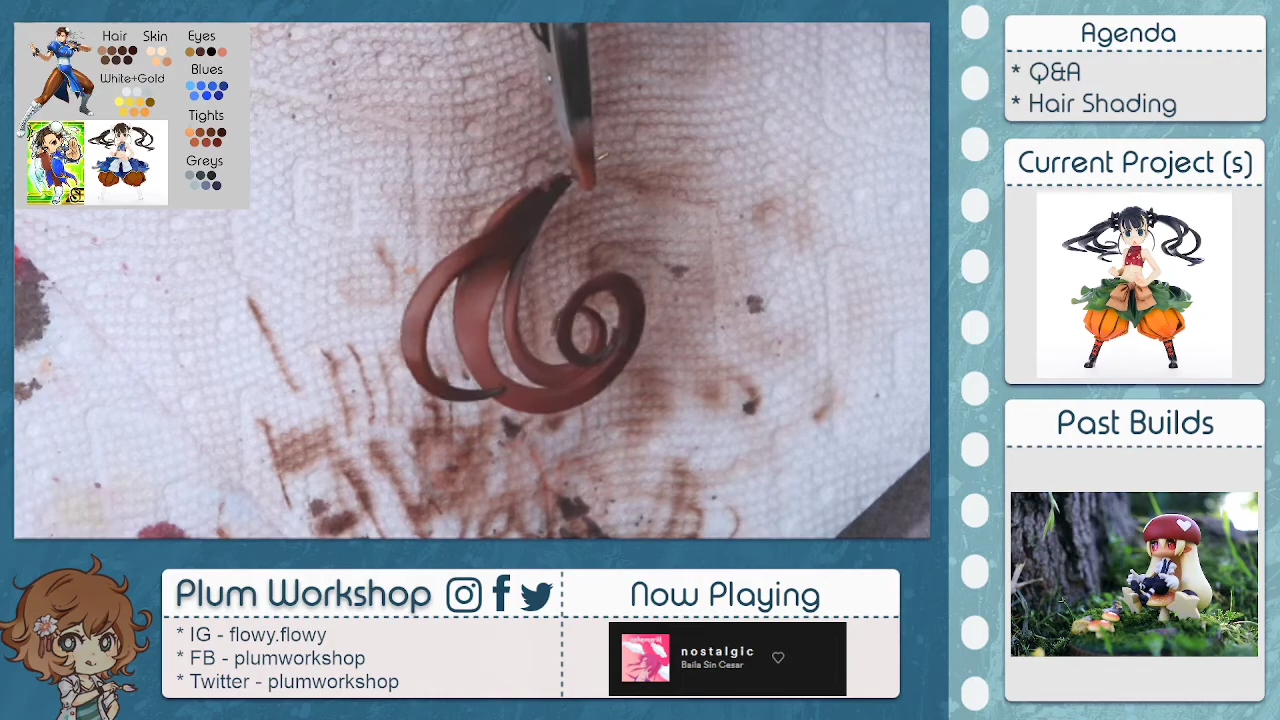 Hair
Skin
Eyes
White+Gold
Blues
Tights
Greys
Agenda
* Q&A
* Hair Shading
Current Project (s)
Past Builds
Plum Workshop
* IG - flowy.flowy
* FB - plumworkshop
* Twitter - plumworkshop
Now Playing
nostalgic
Baila Sin Cesar